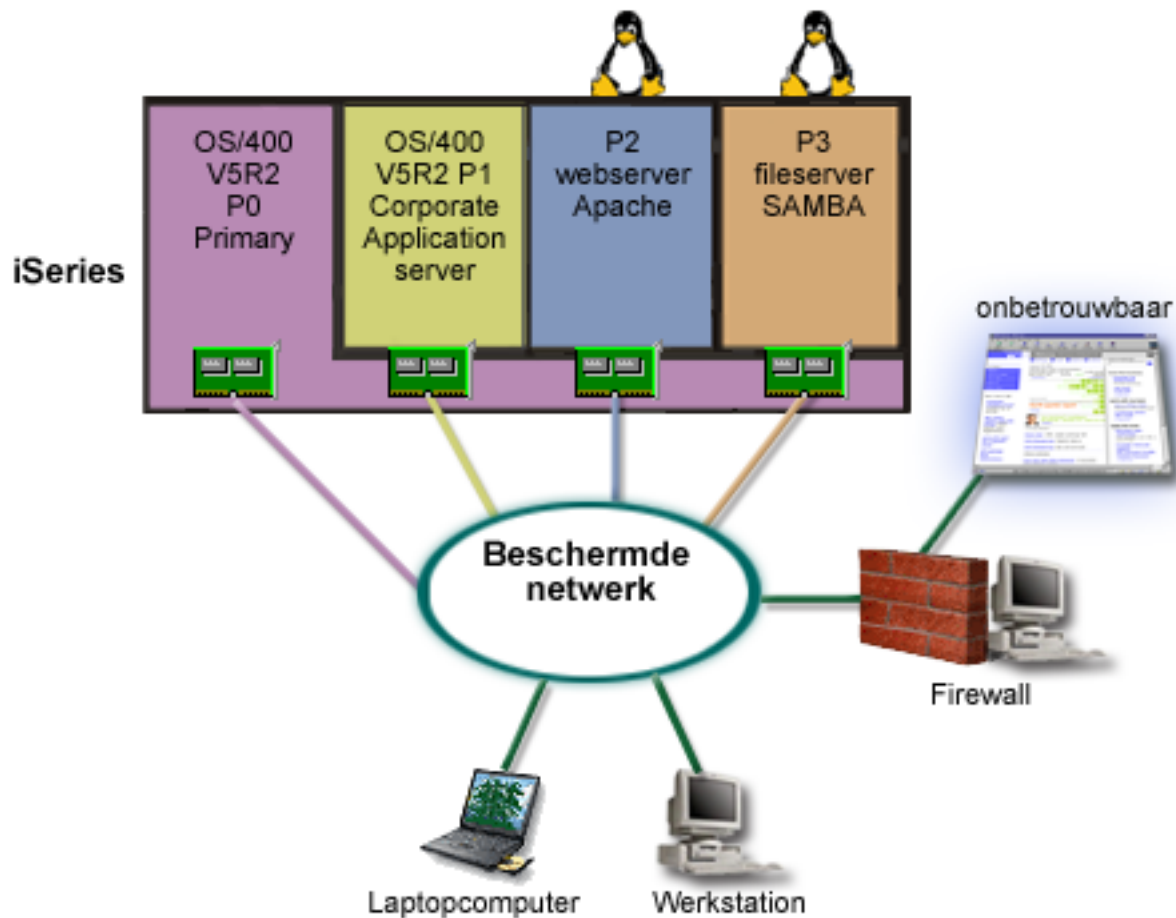 OS/400
V5R2
P0
Primary
OS/400
V5R2 P1
Corporate
Application
server
P2
webserver
Apache
P3
fileserver
SAMBA
iSeries
onbetrouwbaar
Beschermde
netwerk
Firewall
Laptopcomputer
Werkstation